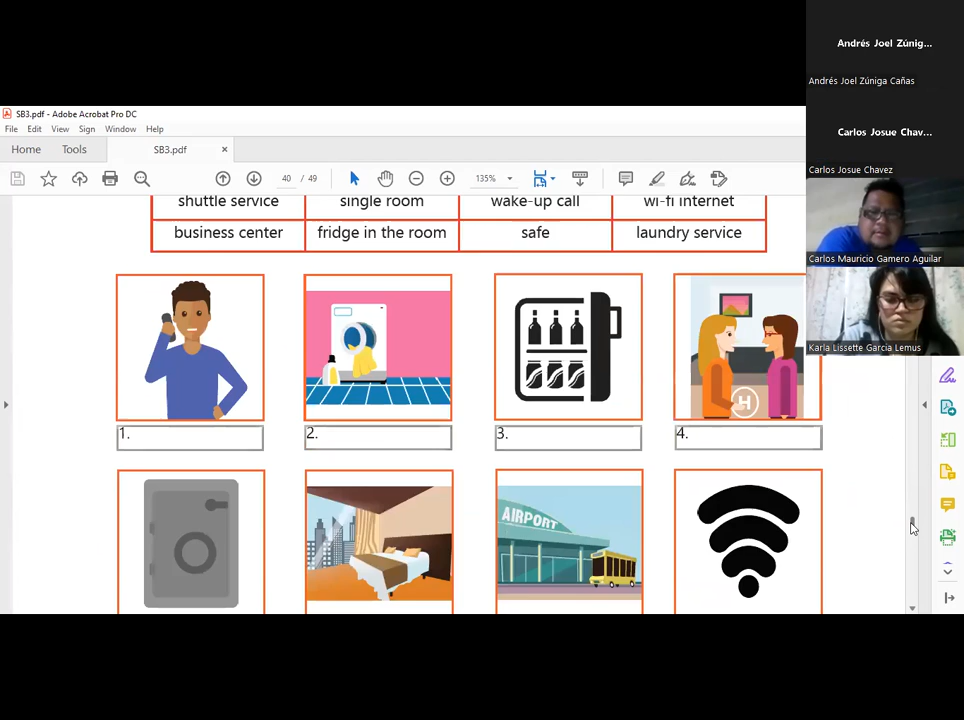 Andrés Joel Zúnig...
Andrés Joel Zúniga Cañas
Carlos Josue Chav...
Carlos Josue Chavez
Carlos Mauricio Gamero Aguilar
Karla Lissette Garcia Lemus
SB3.pdf - Adobe Acrobat Pro DC
File Edit View Sign Window Help
Home Tools SB3.pdf ×
40 / 49 135%
shuttle service single room wake-up call wi-fi internet
business center fridge in the room safe laundry service
H
1. 2. 3. 4.
AIRPORT